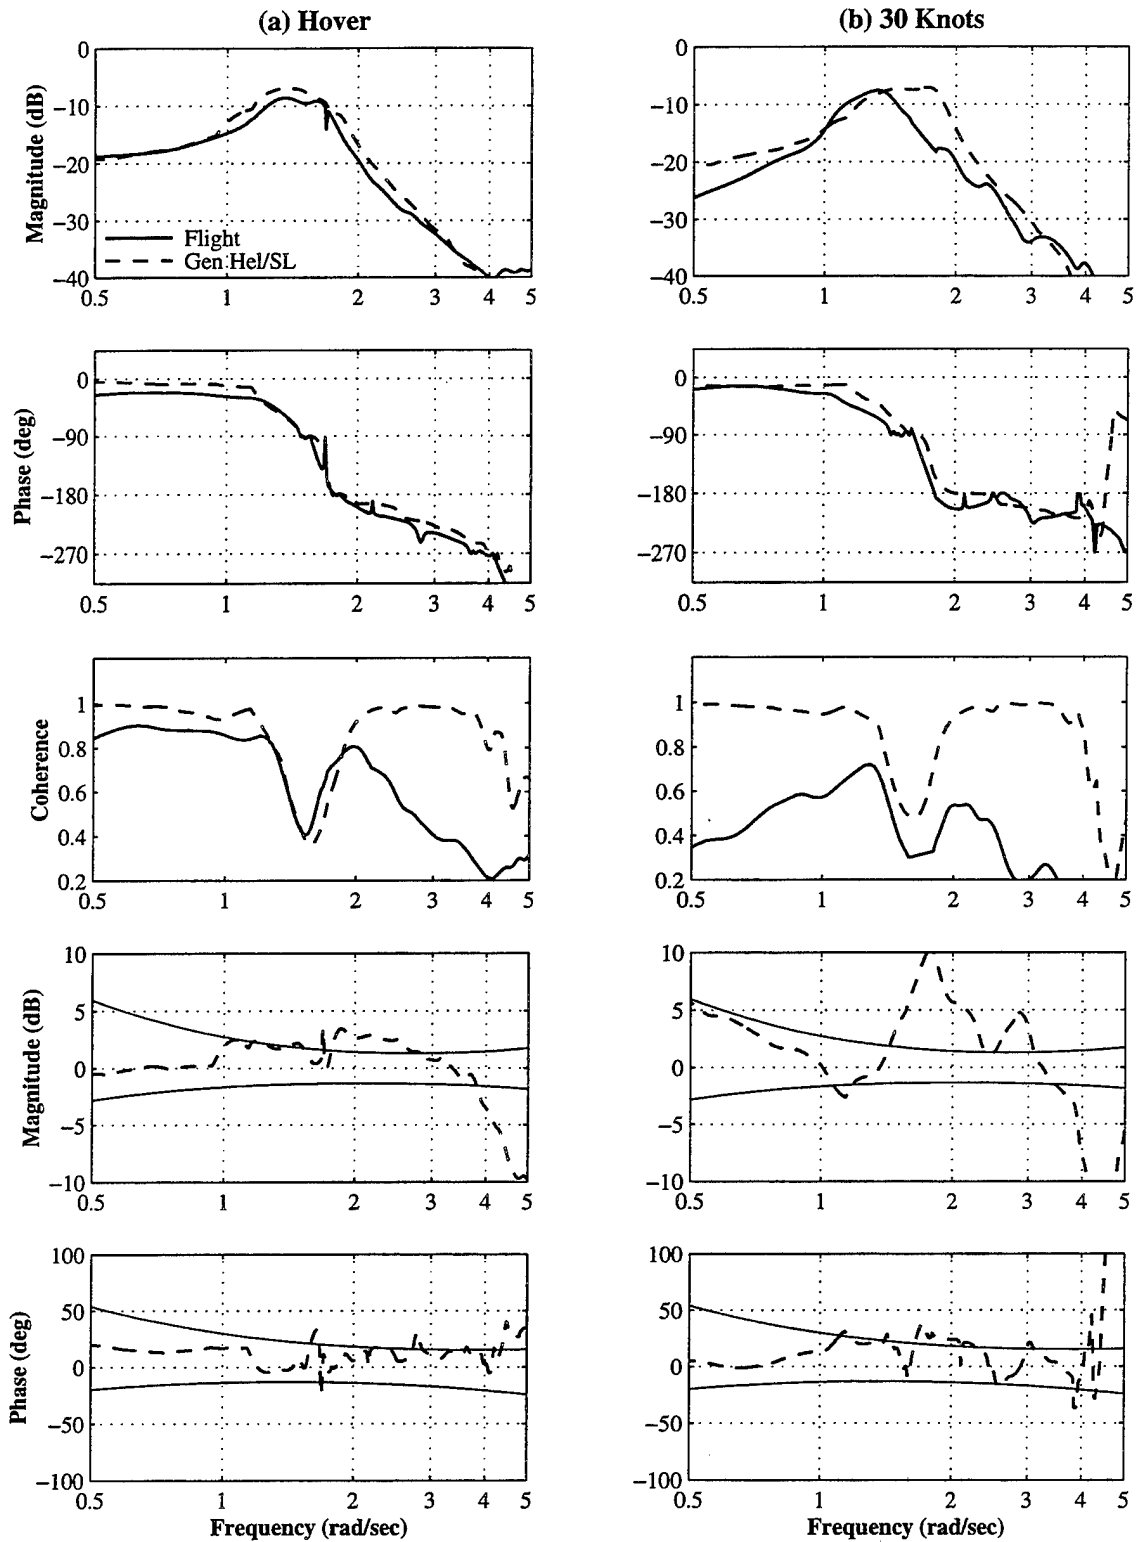 (a) Hover
(b) 30 Knots
Magnitude (dB)
0
−10
−20
−30
−40
Flight
Gen Hel/SL
0.5 1 2 3 4 5
0
−10
−20
−30
−40
0.5 1 2 3 4 5
Phase (deg)
0
−90
−180
−270
0.5 1 2 3 4 5
0
−90
−180
−270
0.5 1 2 3 4 5
Coherence
1
0.8
0.6
0.4
0.2
0.5 1 2 3 4 5
1
0.8
0.6
0.4
0.2
0.5 1 2 3 4 5
Magnitude (dB)
10
5
0
−5
−10
0.5 1 2 3 4 5
10
5
0
−5
−10
0.5 1 2 3 4 5
Phase (deg)
100
50
0
−50
−100
0.5 1 2 3 4 5
Frequency (rad/sec)
100
50
0
−50
−100
0.5 1 2 3 4 5
Frequency (rad/sec)